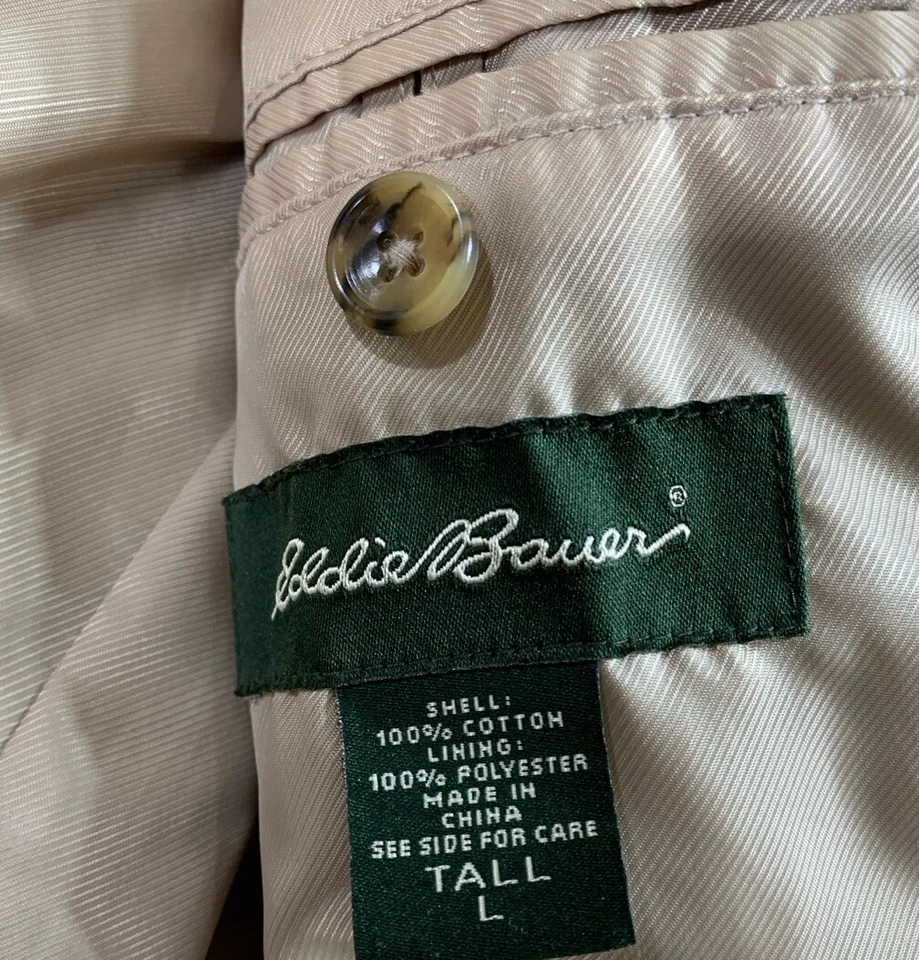 Eddie Bauer®
SHELL:
100% COTTON
LINING:
100% POLYESTER
MADE IN
CHINA
SEE SIDE FOR CARE
TALL
L